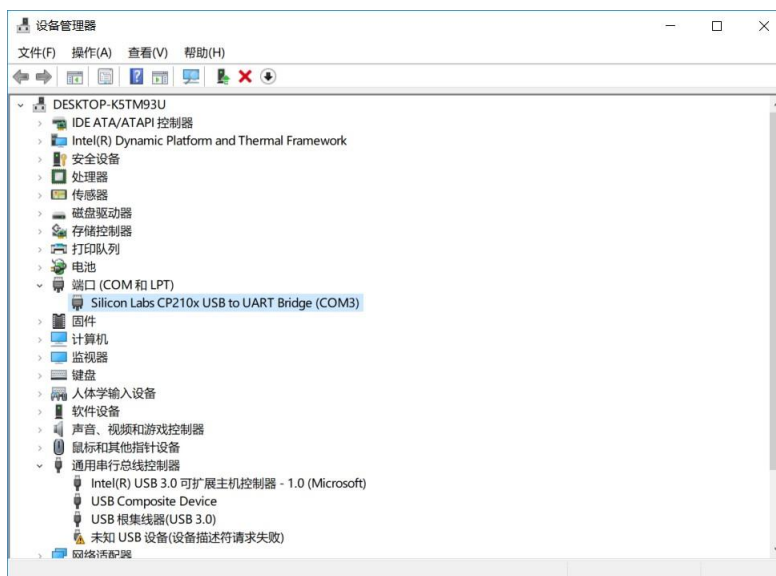 设备管理器
文件(F) 操作(A) 查看(V) 帮助(H)
DESKTOP-K5TM93U
IDE ATA/ATAPI 控制器
Intel(R) Dynamic Platform and Thermal Framework
安全设备
处理器
传感器
磁盘驱动器
存储控制器
打印队列
电池
端口 (COM 和 LPT)
Silicon Labs CP210x USB to UART Bridge (COM3)
固件
计算机
监视器
键盘
人体学输入设备
软件设备
声音、视频和游戏控制器
鼠标和其他指针设备
通用串行总线控制器
Intel(R) USB 3.0 可扩展主机控制器 - 1.0 (Microsoft)
USB Composite Device
USB 根集线器(USB 3.0)
未知 USB 设备(设备描述符请求失败)
网络适配器